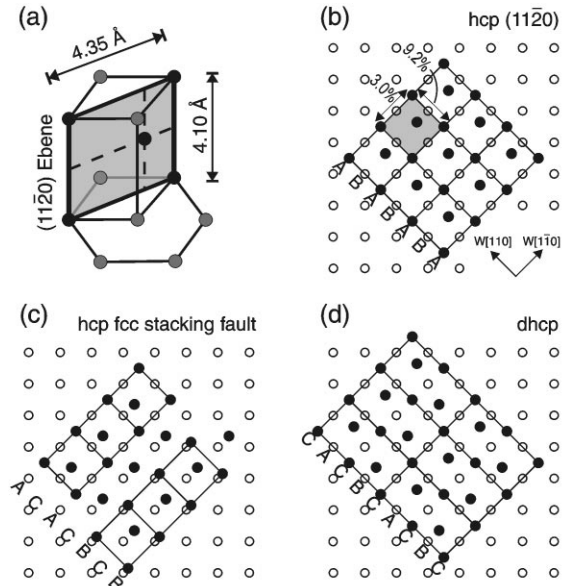 (a)
4.35 Å
4.10 Å
(112̅0) Ebene
(b)
hcp (112̅0)
9.2%
3.0%
A B A B A B A
W[110]
W[11̅0]
(c)
hcp fcc stacking fault
A C A C B C B
(d)
dhcp
C A C B C A C B C